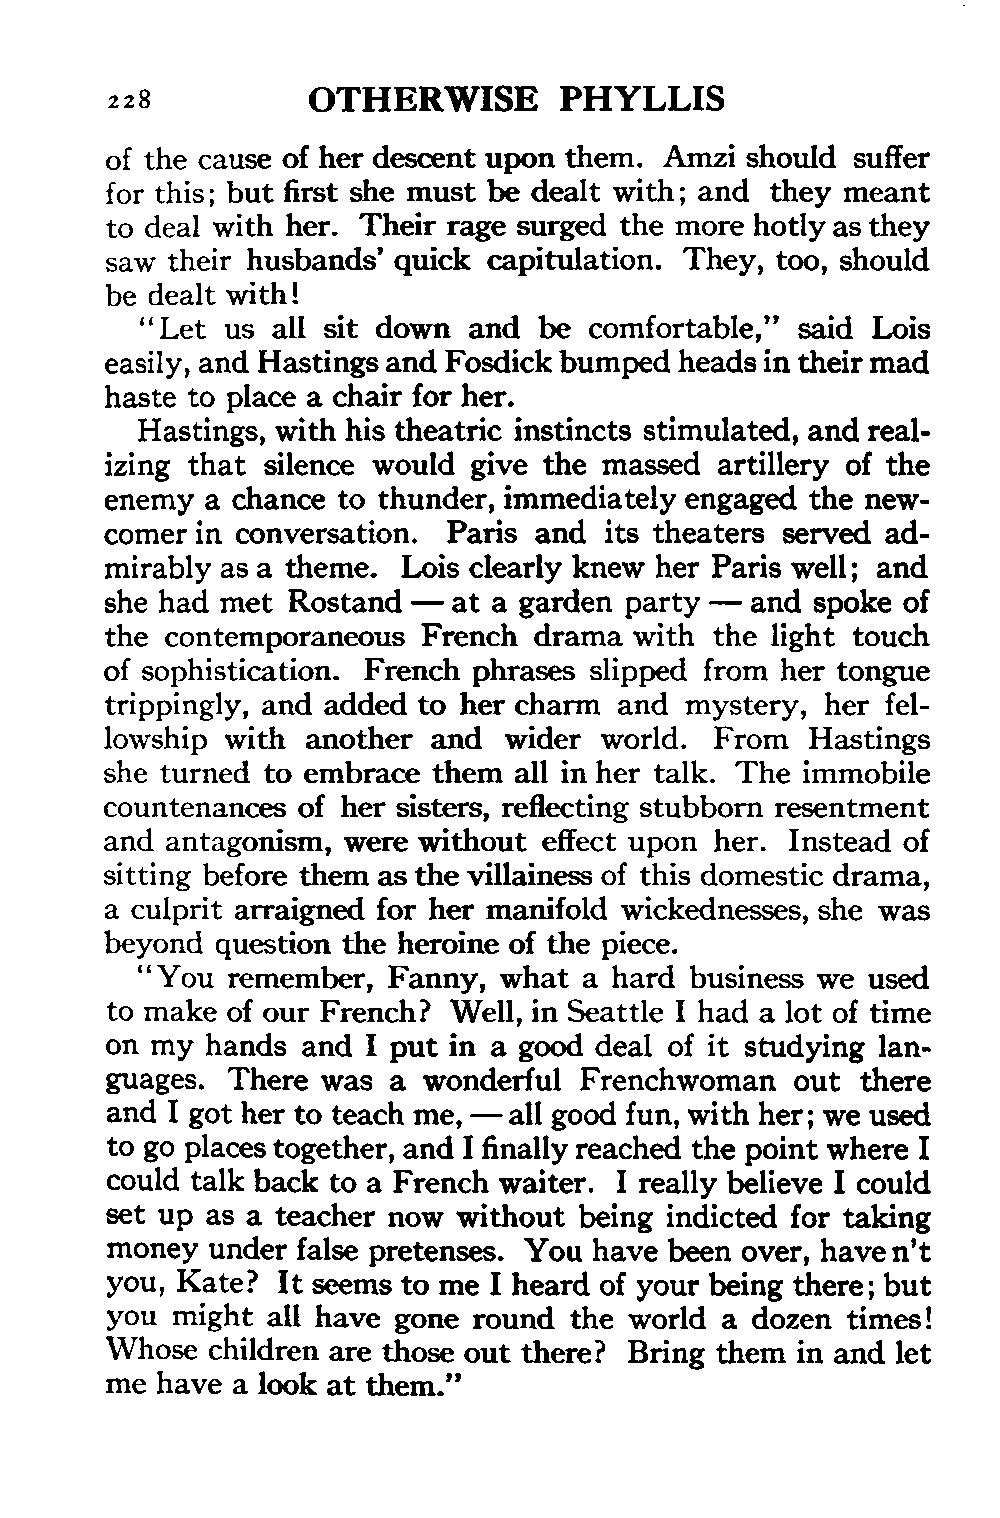 228 OTHERWISE PHYLLIS
of the cause of her descent upon them. Amzi should suffer
for this; but first she must be dealt with; and they meant
to deal with her. Their rage surged the more hotly as they
saw their husbands' quick capitulation. They, too, should
be dealt with!
"Let us all sit down and be comfortable," said Lois
easily, and Hastings and Fosdick bumped heads in their mad
haste to place a chair for her.
Hastings, with his theatric instincts stimulated, and real-
izing that silence would give the massed artillery of the
enemy a chance to thunder, immediately engaged the new-
comer in conversation. Paris and its theaters served ad-
mirably as a theme. Lois clearly knew her Paris well; and
she had met Rostand — at a garden party — and spoke of
the contemporaneous French drama with the light touch
of sophistication. French phrases slipped from her tongue
trippingly, and added to her charm and mystery, her fel-
lowship with another and wider world. From Hastings
she turned to embrace them all in her talk. The immobile
countenances of her sisters, reflecting stubborn resentment
and antagonism, were without effect upon her. Instead of
sitting before them as the villainess of this domestic drama,
a culprit arraigned for her manifold wickednesses, she was
beyond question the heroine of the piece.
"You remember, Fanny, what a hard business we used
to make of our French? Well, in Seattle I had a lot of time
on my hands and I put in a good deal of it studying lan-
guages. There was a wonderful Frenchwoman out there
and I got her to teach me, — all good fun, with her; we used
to go places together, and I finally reached the point where I
could talk back to a French waiter. I really believe I could
set up as a teacher now without being indicted for taking
money under false pretenses. You have been over, have n't
you, Kate? It seems to me I heard of your being there; but
you might all have gone round the world a dozen times!
Whose children are those out there? Bring them in and let
me have a look at them."